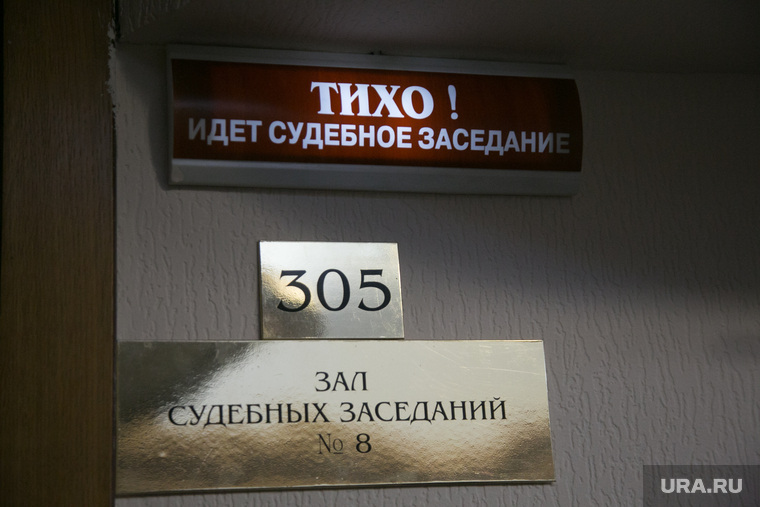 ТИХО !
ИДЕТ СУДЕБНОЕ ЗАСЕДАНИЕ
305
ЗАЛ
СУДЕБНЫХ ЗАСЕДАНИЙ
№ 8
URA.RU